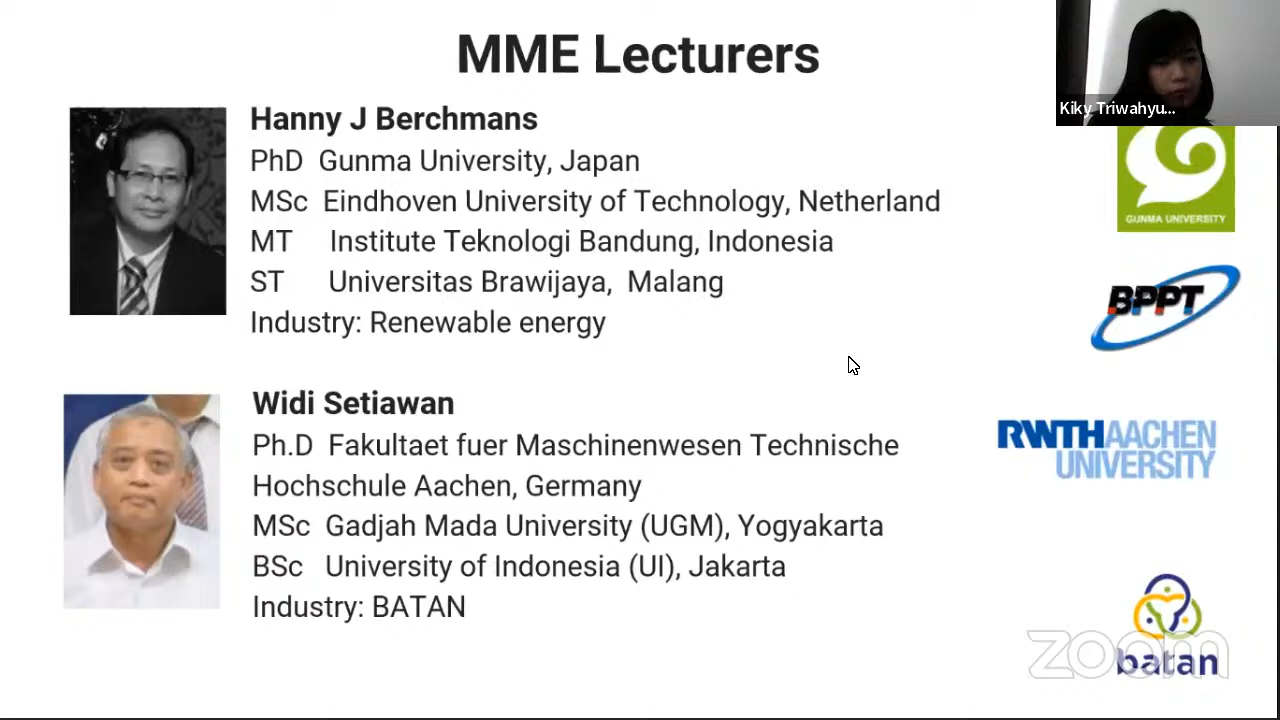 MME Lecturers
Kiky Triwahyu...
Hanny J Berchmans
PhD Gunma University, Japan
MSc Eindhoven University of Technology, Netherland
MT Institute Teknologi Bandung, Indonesia
ST Universitas Brawijaya, Malang
Industry: Renewable energy
GUNMA UNIVERSITY
BPPT
Widi Setiawan
Ph.D Fakultaet fuer Maschinenwesen Technische
Hochschule Aachen, Germany
MSc Gadjah Mada University (UGM), Yogyakarta
BSc University of Indonesia (UI), Jakarta
Industry: BATAN
RWTHAACHEN
UNIVERSITY
zoom
batan